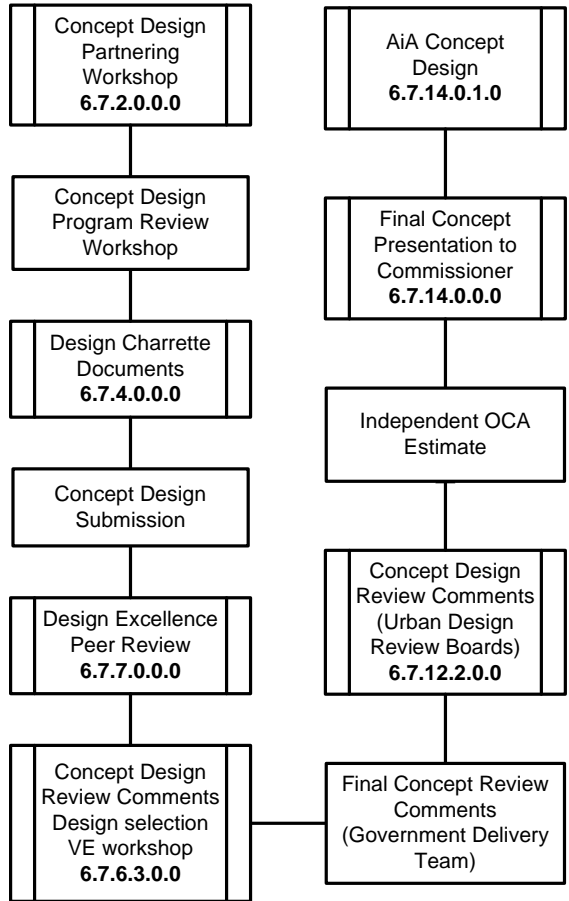 Concept Design
Partnering
Workshop
6.7.2.0.0.0
Concept Design
Program Review
Workshop
Design Charrette
Documents
6.7.4.0.0.0
Concept Design
Submission
Design Excellence
Peer Review
6.7.7.0.0.0
Concept Design
Review Comments
Design selection
VE workshop
6.7.6.3.0.0
AiA Concept
Design
6.7.14.0.1.0
Final Concept
Presentation to
Commissioner
6.7.14.0.0.0
Independent OCA
Estimate
Concept Design
Review Comments
(Urban Design
Review Boards)
6.7.12.2.0.0
Final Concept Review
Comments
(Government Delivery
Team)